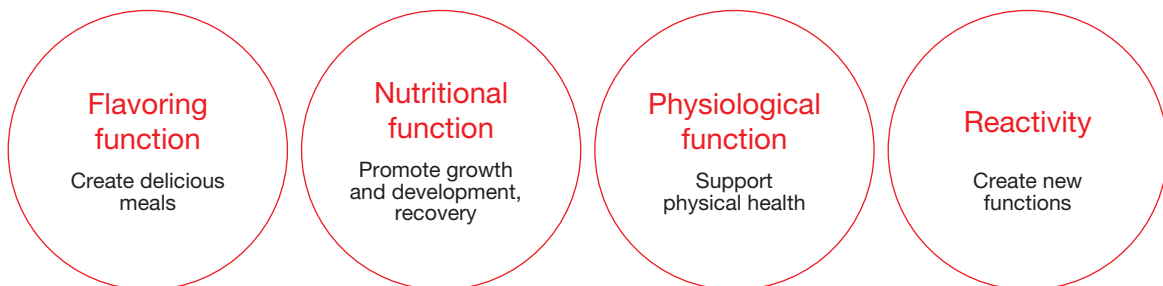 Flavoring
function
Create delicious
meals
Nutritional
function
Promote growth
and development,
recovery
Physiological
function
Support
physical health
Reactivity
Create new
functions